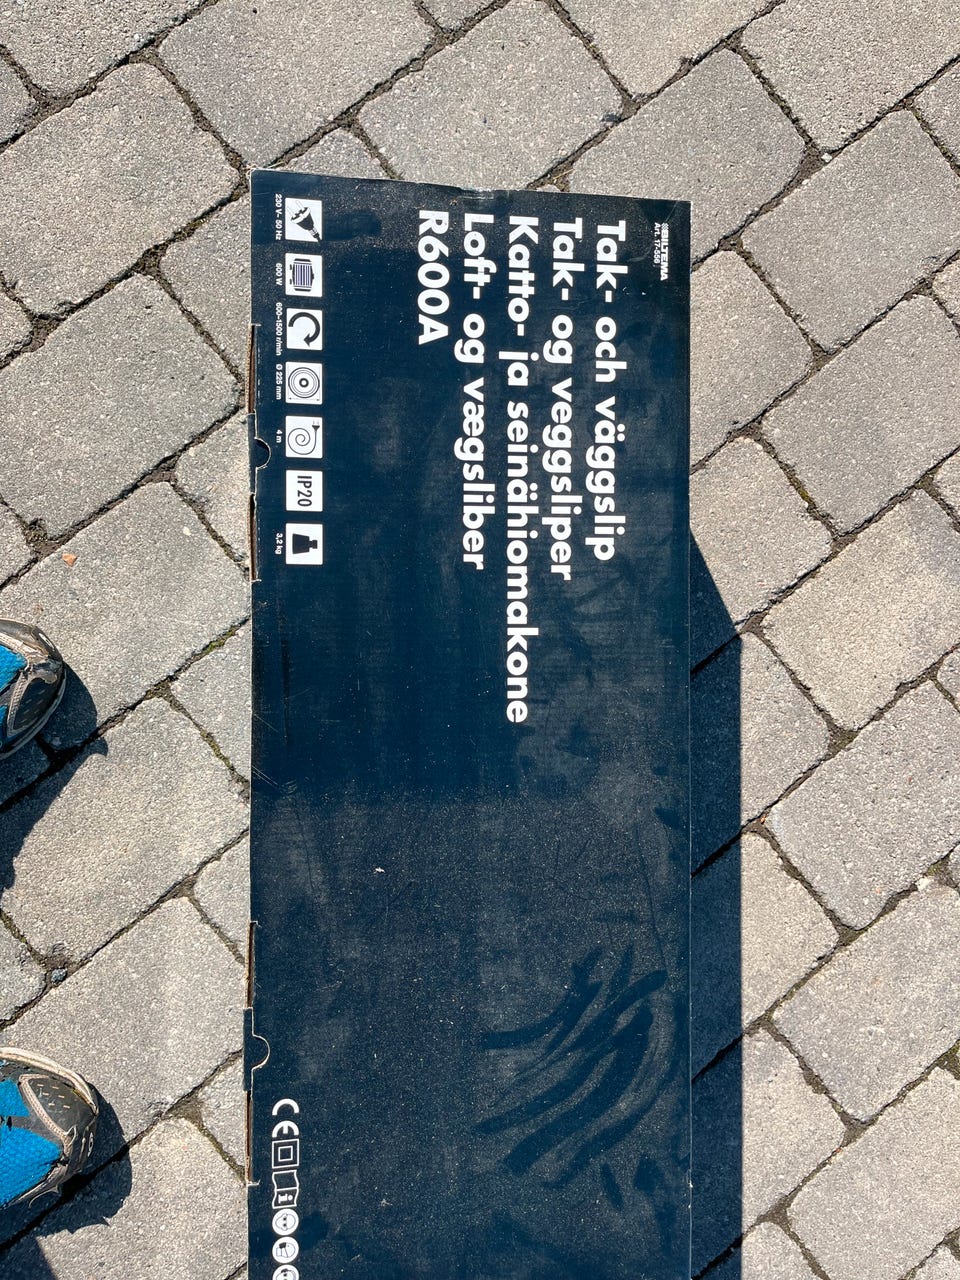 BILTEMA
Art. 17-556
Tak- och väggslip
Tak- og veggsliper
Katto- ja seinähiomakone
Loft- og vægsliber
R600A
230 V~ 50 Hz
600 W
600–1500 r/min
Ø 225 mm
4 m
IP20
3,2 kg
CE
i